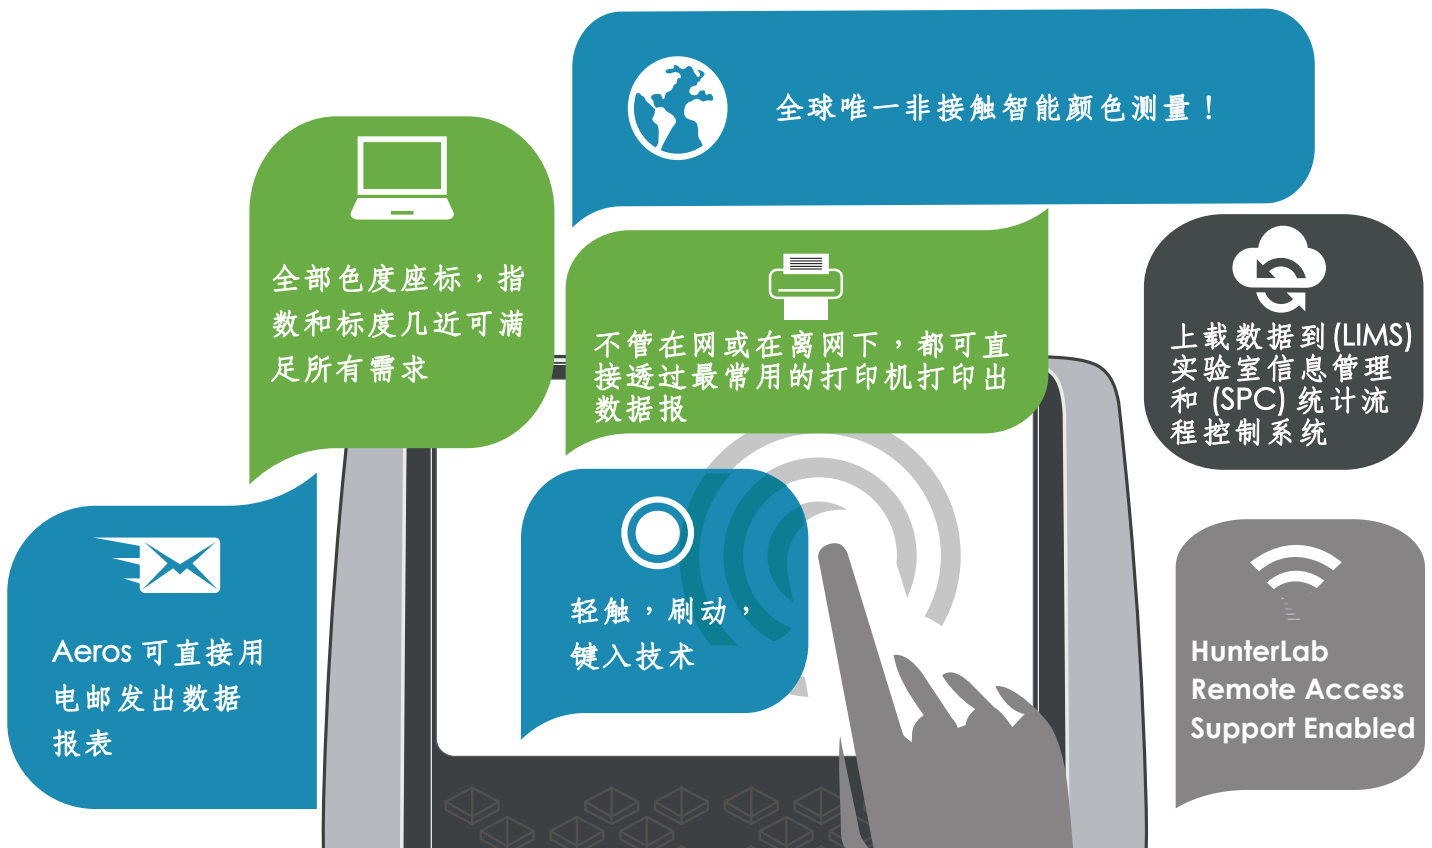 全球唯一非接触智能颜色测量！
全部色度座标，指
数和标度几近可满
足所有需求
不管在网或在离网下，都可直
接透过最常用的打印机打印出
数据报
上载数据到(LIMS)
实验室信息管理
和 (SPC) 统计流
程控制系统
Aeros 可直接用
电邮发出数据
报表
轻触，刷动，
键入技术
HunterLab
Remote Access
Support Enabled